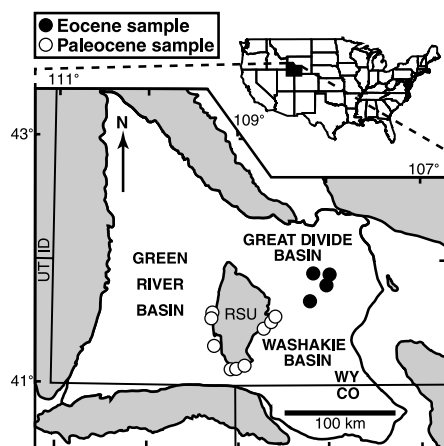 Eocene sample
Paleocene sample
111°
109°
107°
43°
N
GREAT DIVIDE
BASIN
GREEN
RIVER
BASIN
UT|ID
RSU
WASHAKIE
BASIN
41°
WY
CO
100 km